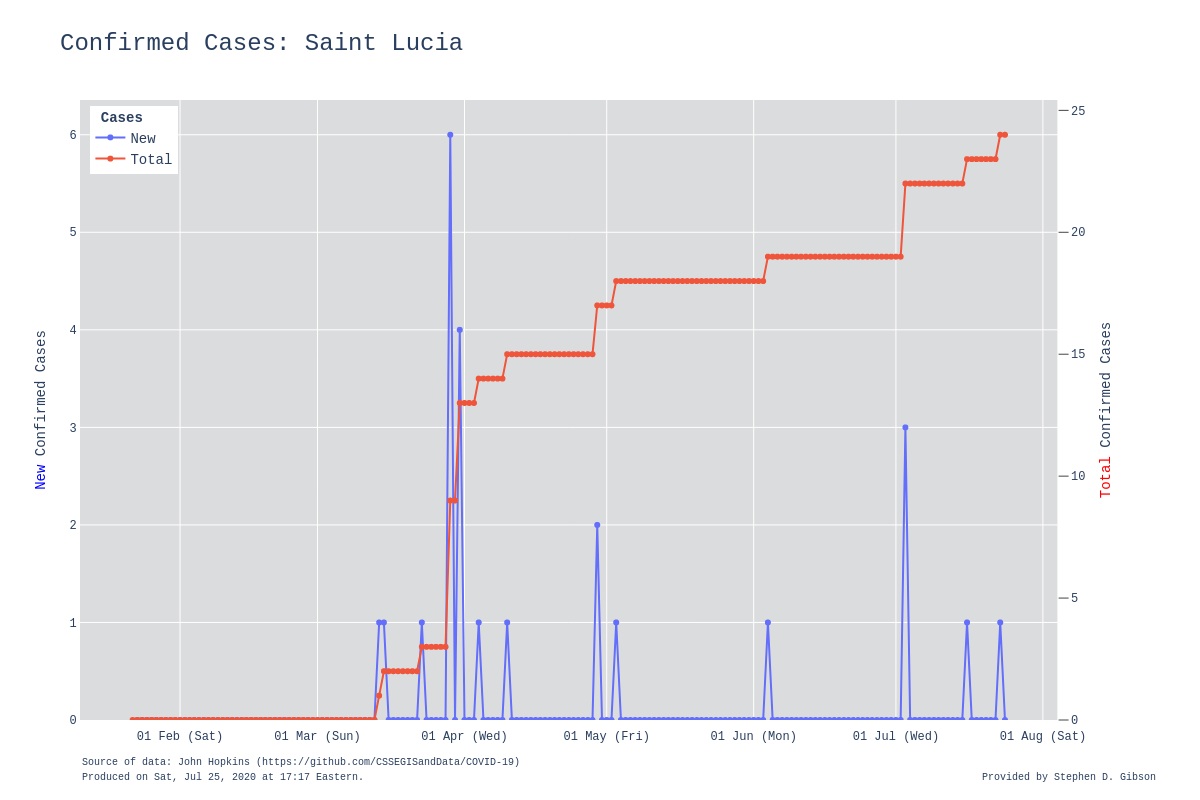 Confirmed Cases: Saint Lucia
Cases
New
Total
6
5
4
3
2
1
0
25
20
15
10
5
0
New Confirmed Cases
Total Confirmed Cases
01 Feb (Sat) 01 Mar (Sun) 01 Apr (Wed) 01 May (Fri) 01 Jun (Mon) 01 Jul (Wed) 01 Aug (Sat)
Source of data: John Hopkins (https://github.com/CSSEGISandData/COVID-19)
Produced on Sat, Jul 25, 2020 at 17:17 Eastern.
Provided by Stephen D. Gibson